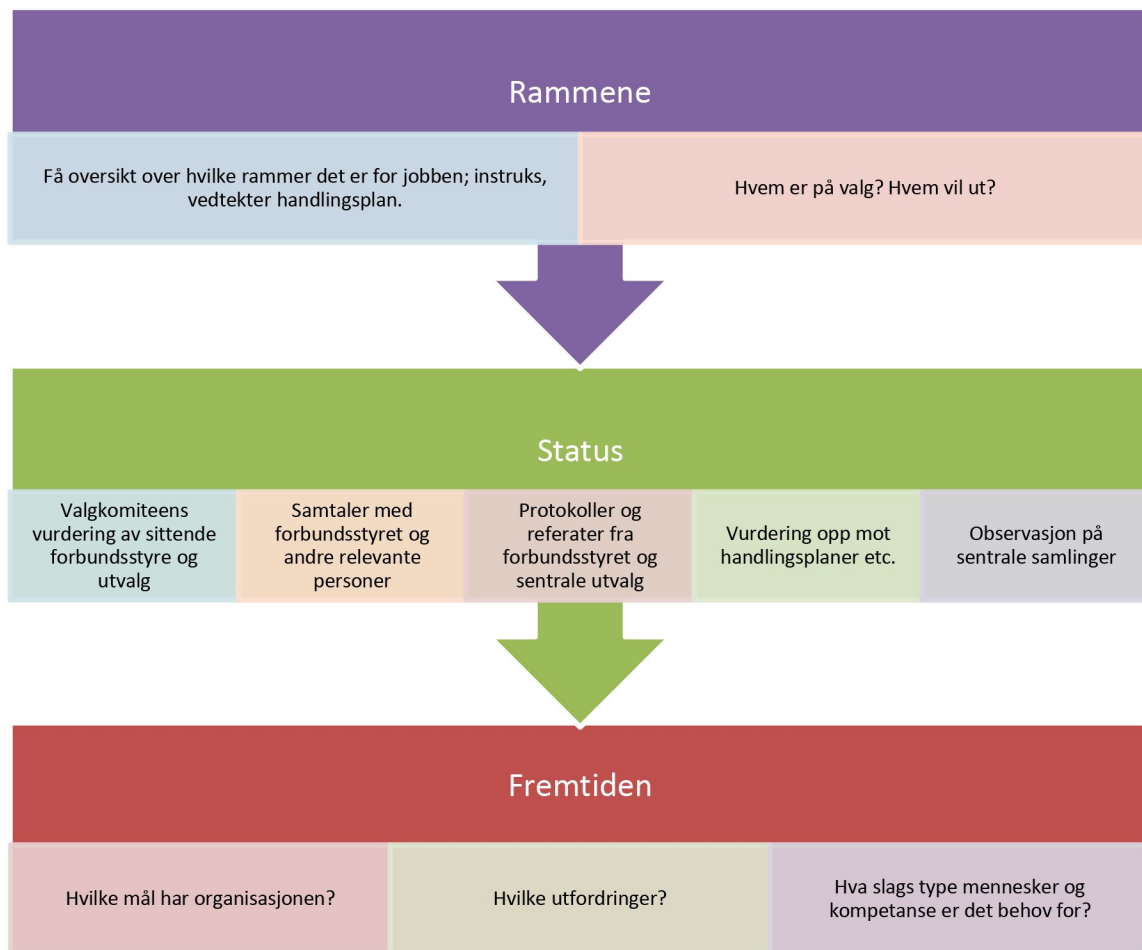 Rammene
Få oversikt over hvilke rammer det er for jobben; instruks,
vedtekter handlingsplan.
Hvem er på valg? Hvem vil ut?
Status
Valgkomiteens
vurdering av sittende
forbundsstyre og
utvalg
Samtaler med
forbundsstyret og
andre relevante
personer
Protokoller og
referater fra
forbundsstyret og
sentrale utvalg
Vurdering opp mot
handlingsplaner etc.
Observasjon på
sentrale samlinger
Fremtiden
Hvilke mål har organisasjonen?
Hvilke utfordringer?
Hva slags type mennesker og
kompetanse er det behov for?